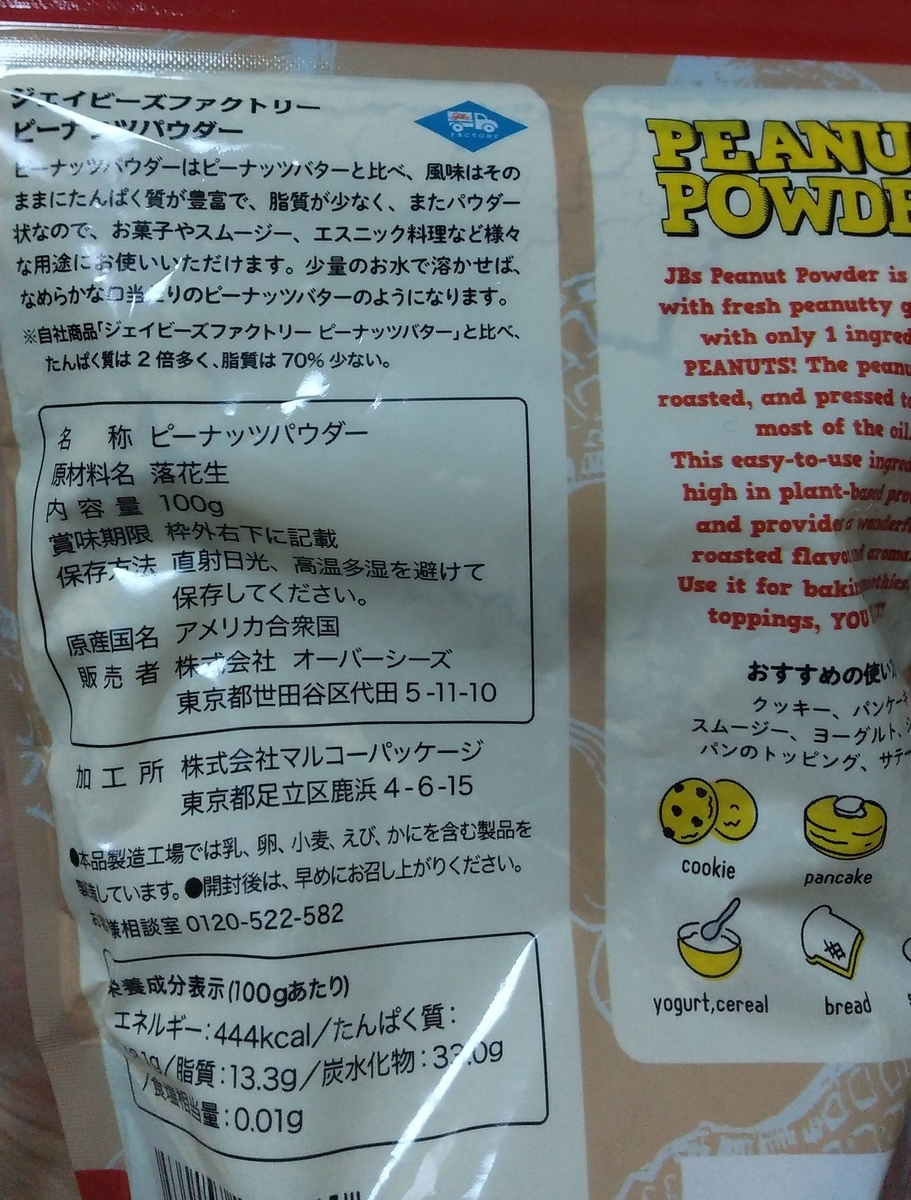 ジェイビーズファクトリー
ピーナッツパウダー
FACTORY
ピーナッツパウダーはピーナッツバターと比べ、風味はその
ままにたんぱく質が豊富で、脂質が少なく、またパウダー
状なので、お菓子やスムージー、エスニック料理など様々
な用途にお使いいただけます。少量のお水で溶かせば、
なめらかな口当たりのピーナッツバターのようになります。
※自社商品「ジェイビーズファクトリー ピーナッツバター」と比べ、
たんぱく質は2倍多く、脂質は70%少ない。
名 称 ピーナッツパウダー
原材料名 落花生
内容量 100g
賞味期限 枠外右下に記載
保存方法 直射日光、高温多湿を避けて
保存してください。
原産国名 アメリカ合衆国
販売者 株式会社 オーバーシーズ
東京都世田谷区代田5-11-10
加工所 株式会社マルコーパッケージ
東京都足立区鹿浜4-6-15
●本品製造工場では乳、卵、小麦、えび、かにを含む製品を
製造しています。●開封後は、早めにお召し上がりください。
お客様相談室 0120-522-582
栄養成分表示(100gあたり)
エネルギー:444kcal/たんぱく質:
/脂質:13.3g/炭水化物:
/食塩相当量:0.01g
PEANU
POWDE
JBs Peanut Powder is
with fresh peanutty g
with only 1 ingred
PEANUTS! The peanu
roasted, and pressed to
most of the oil.
This easy-to-use ingre
high in plant-based pro
and provides a wonderf
roasted flavo nd aroma.
Use it for baki othies,
toppings, YOU
おすすめの使い
クッキー、パンケーキ
スムージー、ヨーグルト、
パンのトッピング、サテ
cookie
pancake
yogurt,cereal
bread